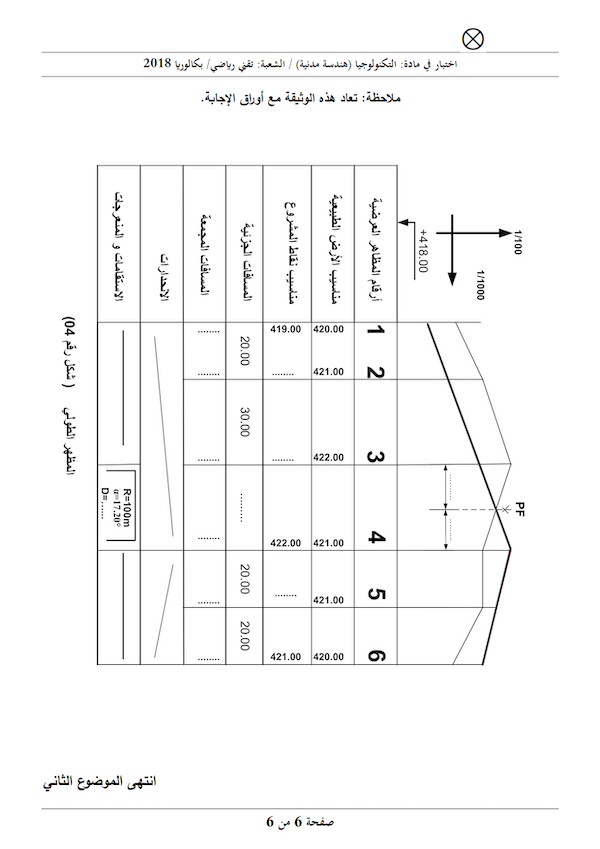 اختبار في مادة: التكنولوجيا (هندسة مدنية) / الشعبة: تقني رياضي/ بكالوريا 2018
ملاحظة: تعاد هذه الوثيقة مع أوراق الإجابة.
1/100
1/1000
+418.00
PF
..........
..........
أرقام المظاهر العرضية
1 2 3 4 5 6
مناسيب الأرض الطبيعية
420.00 421.00 422.00 421.00 421.00 420.00
مناسيب نقاط المشروع
419.00 ........ ........ 422.00 ........ 421.00
المسافات الجزئية
20.00 30.00 ........ 20.00 20.00
المسافات المجمعة
........ ........ ........ ........ ........ ........
الانحدارات
الاستقامات و المنعرجات
R=100m
α=17.20°
D=......
المظهر الطولي ( شكل رقم 04)
انتهى الموضوع الثاني
صفحة 6 من 6